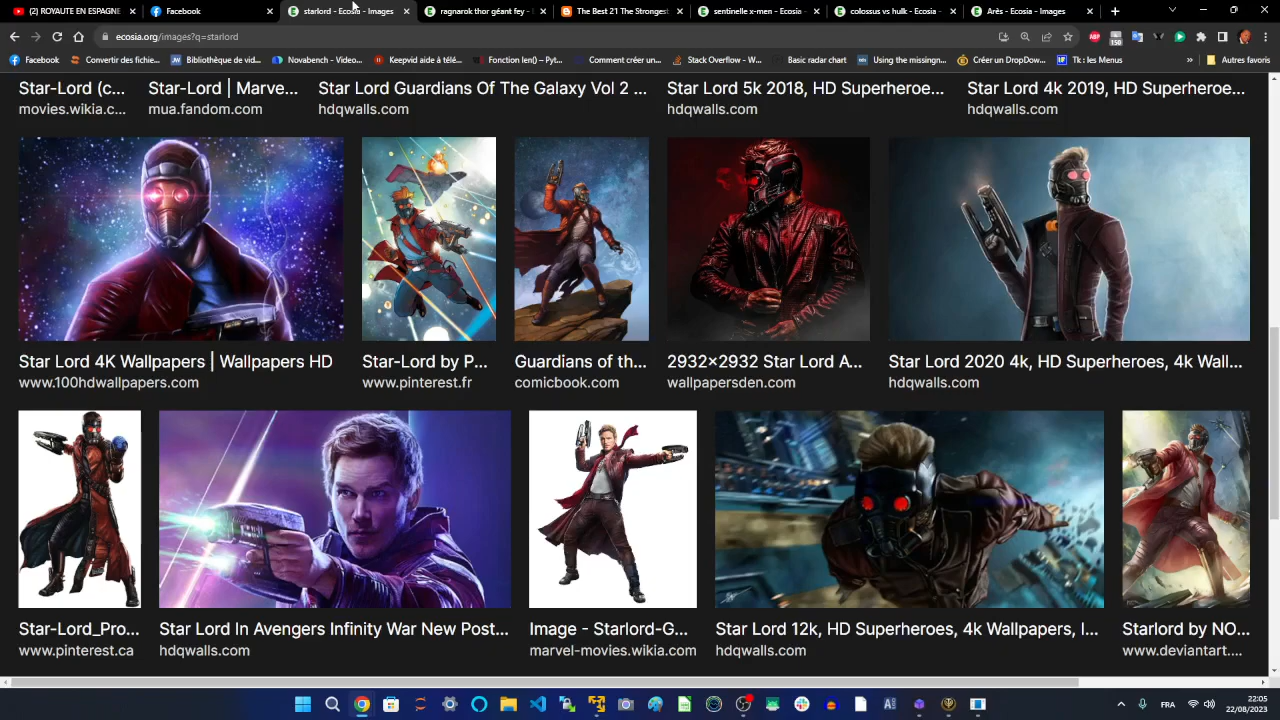 (2) ROYAUTE EN ESPAGNE
Facebook
starlord - Ecosia - Images
ragnarok thor géant fey -
The Best 21 The Strongest
sentinelle x-men - Ecosia -
colossus vs hulk - Ecosia -
Arès - Ecosia - Images
ecosia.org/images?q=starlord
ABP
150
Facebook
Convertir des fichie...
Bibliothèque de vid...
Novabench - Video...
Keepvid aide à télé...
Fonction len() – Pyt...
Comment créer un...
Stack Overflow - W...
Basic radar chart
Using the missingn...
Créer un DropDow...
Tk : les Menus
»
Autres favoris
Star-Lord (c...
movies.wikia.c...
Star-Lord | Marve...
mua.fandom.com
Star Lord Guardians Of The Galaxy Vol 2 ...
hdqwalls.com
Star Lord 5k 2018, HD Superheroe...
hdqwalls.com
Star Lord 4k 2019, HD Superheroe...
hdqwalls.com
Star Lord 4K Wallpapers | Wallpapers HD
www.100hdwallpapers.com
Star-Lord by P...
www.pinterest.fr
Guardians of th...
comicbook.com
2932×2932 Star Lord A...
wallpapersden.com
Star Lord 2020 4k, HD Superheroes, 4k Wall...
hdqwalls.com
Star-Lord_Pro...
www.pinterest.ca
Star Lord In Avengers Infinity War New Post...
hdqwalls.com
Image - Starlord-G...
marvel-movies.wikia.com
Star Lord 12k, HD Superheroes, 4k Wallpapers, I...
hdqwalls.com
Starlord by NO...
www.deviantart....
FRA
22:05
22/08/2023